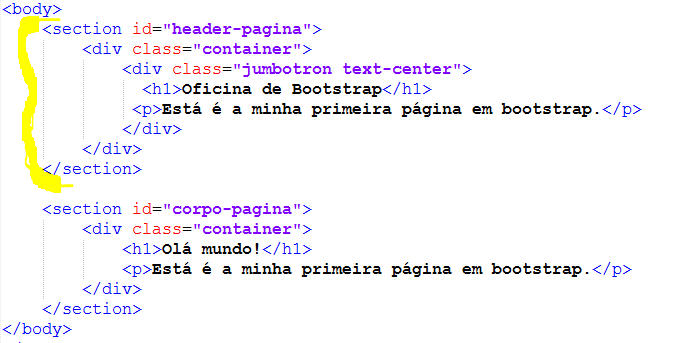 <body>
<section id="header-pagina">
<div class="container">
<div class="jumbotron text-center">
<h1>Oficina de Bootstrap</h1>
<p>Está é a minha primeira página em bootstrap.</p>
</div>
</div>
</section>
<section id="corpo-pagina">
<div class="container">
<h1>Olá mundo!</h1>
<p>Está é a minha primeira página em bootstrap.</p>
</div>
</section>
</body>